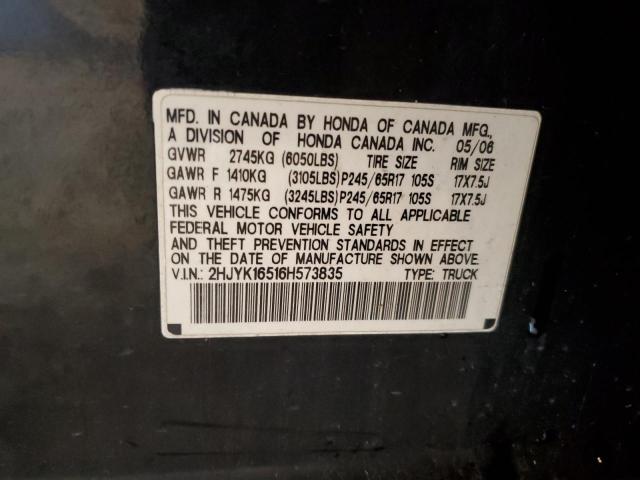 MFD. IN CANADA BY HONDA OF CANADA MFG.,
A DIVISION OF HONDA CANADA INC. 05/06
GVWR 2745KG (6050LBS) TIRE SIZE RIM SIZE
GAWR F 1410KG (3105LBS) P245/65R17 105S 17X7.5J
GAWR R 1475KG (3245LBS) P245/65R17 105S 17X7.5J
THIS VEHICLE CONFORMS TO ALL APPLICABLE
FEDERAL MOTOR VEHICLE SAFETY
AND THEFT PREVENTION STANDARDS IN EFFECT
ON THE DATE OF MANUFACTURE SHOWN ABOVE.
V.I.N.: 2HJYK16516H573835 TYPE: TRUCK